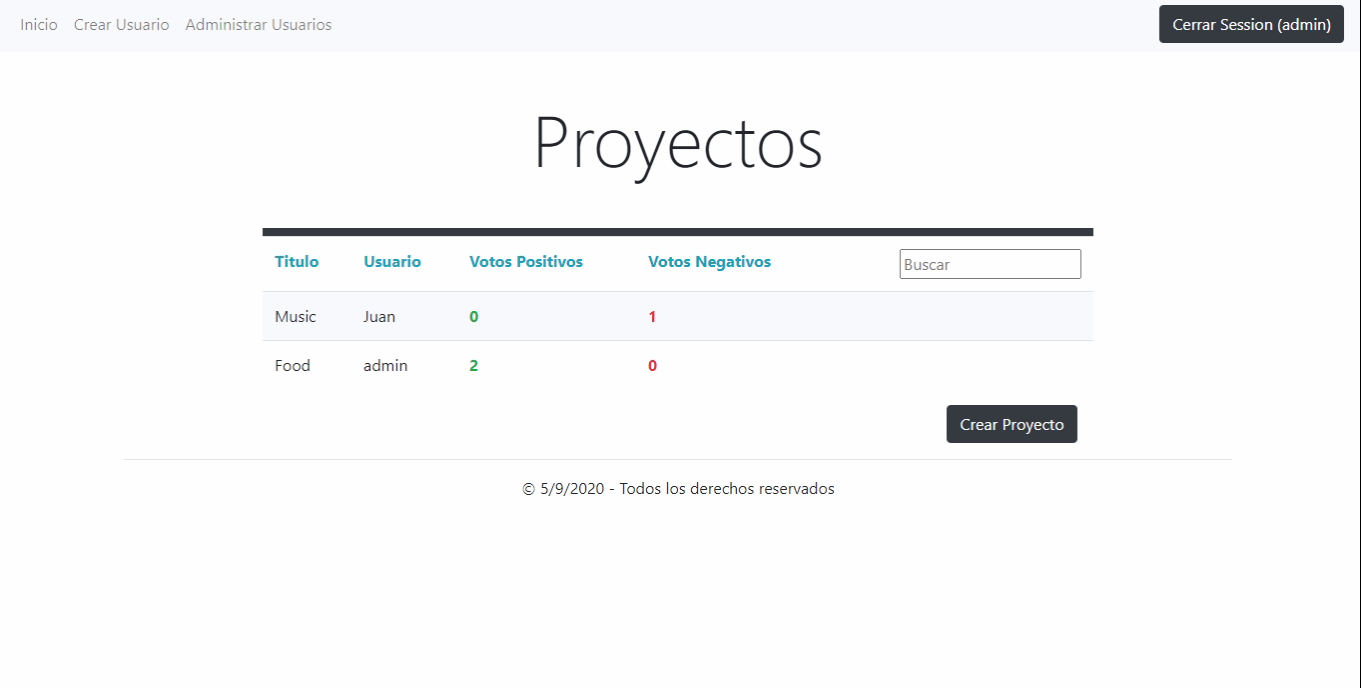 Inicio Crear Usuario Administrar Usuarios Cerrar Session (admin)
Proyectos
Titulo Usuario Votos Positivos Votos Negativos Buscar
Music Juan 0 1
Food admin 2 0
Crear Proyecto
© 5/9/2020 - Todos los derechos reservados